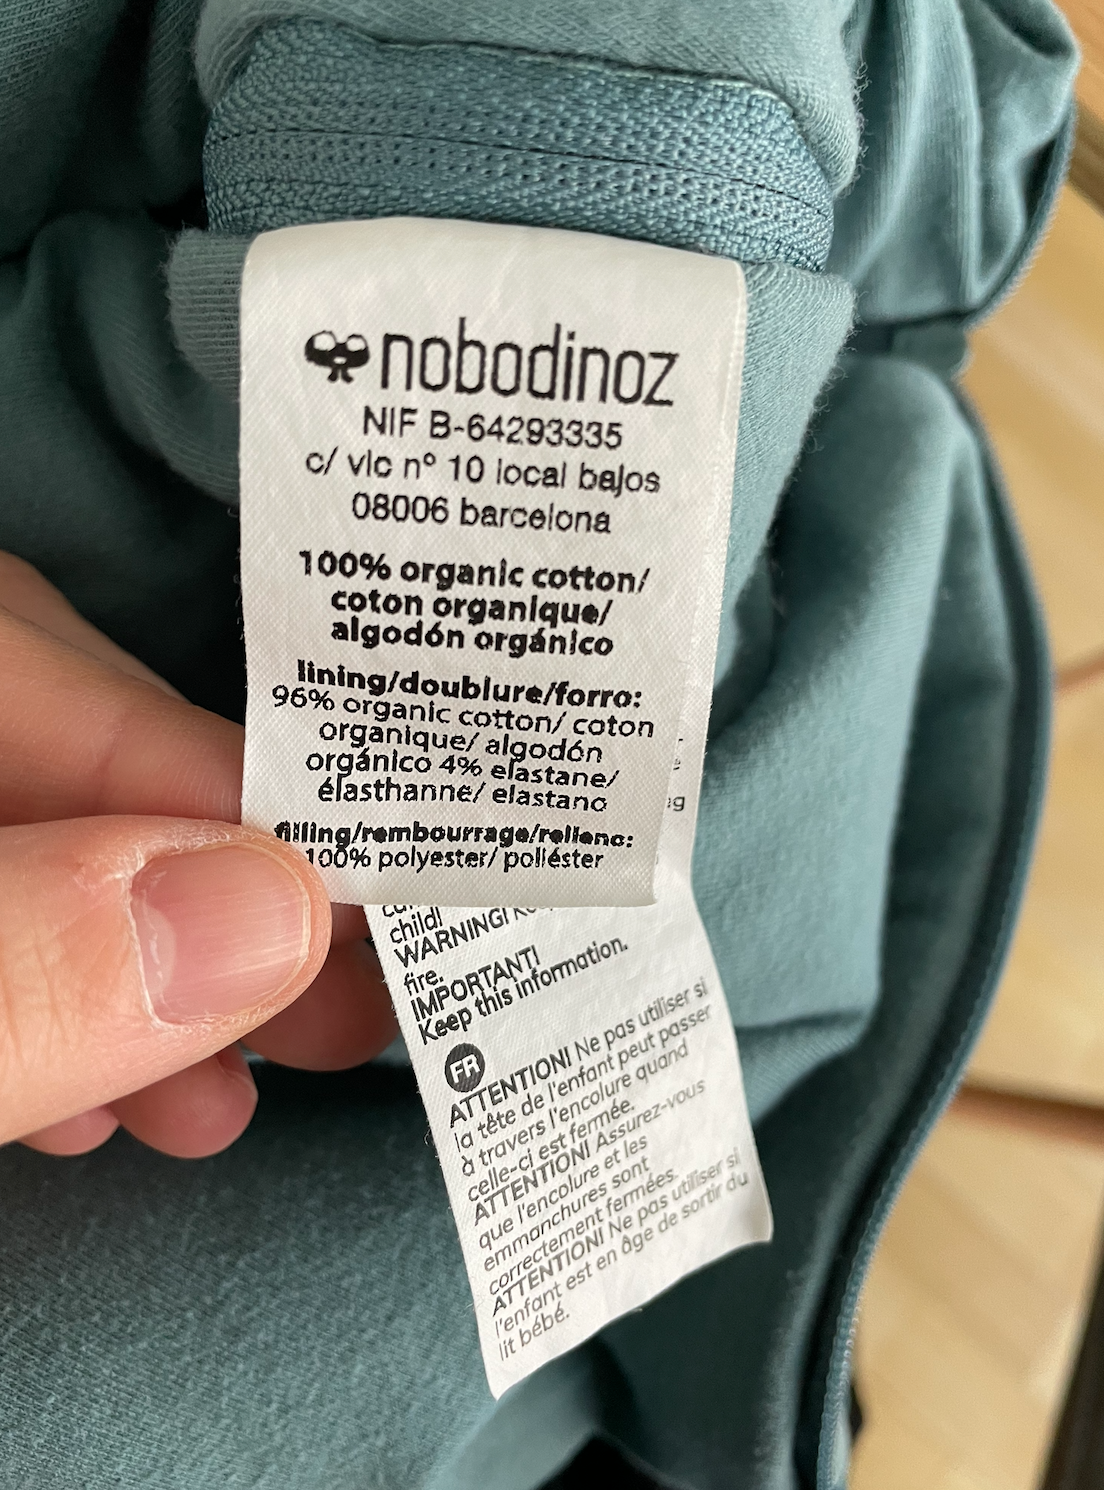 nobodinoz
NIF B-64293335
c/ vic nº 10 local bajos
08006 barcelona
100% organic cotton/
coton organique/
algodón orgánico
lining/doublure/forro:
96% organic cotton/ coton
organique/ algodón
orgánico 4% elastane/
élasthanne/ elastano
filling/rembourrage/relleno:
100% polyester/ poliéster
child!
WARNING!
fire.
IMPORTANT!
Keep this information.
FR
ATTENTION! Ne pas utiliser si
la tête de l'enfant peut passer
à travers l'encolure quand
celle-ci est fermée.
ATTENTION! Assurez-vous
que l'encolure et les
emmanchures sont
correctement fermées.
ATTENTION! Ne pas utiliser si
l'enfant est en âge de sortir du
lit bébé.